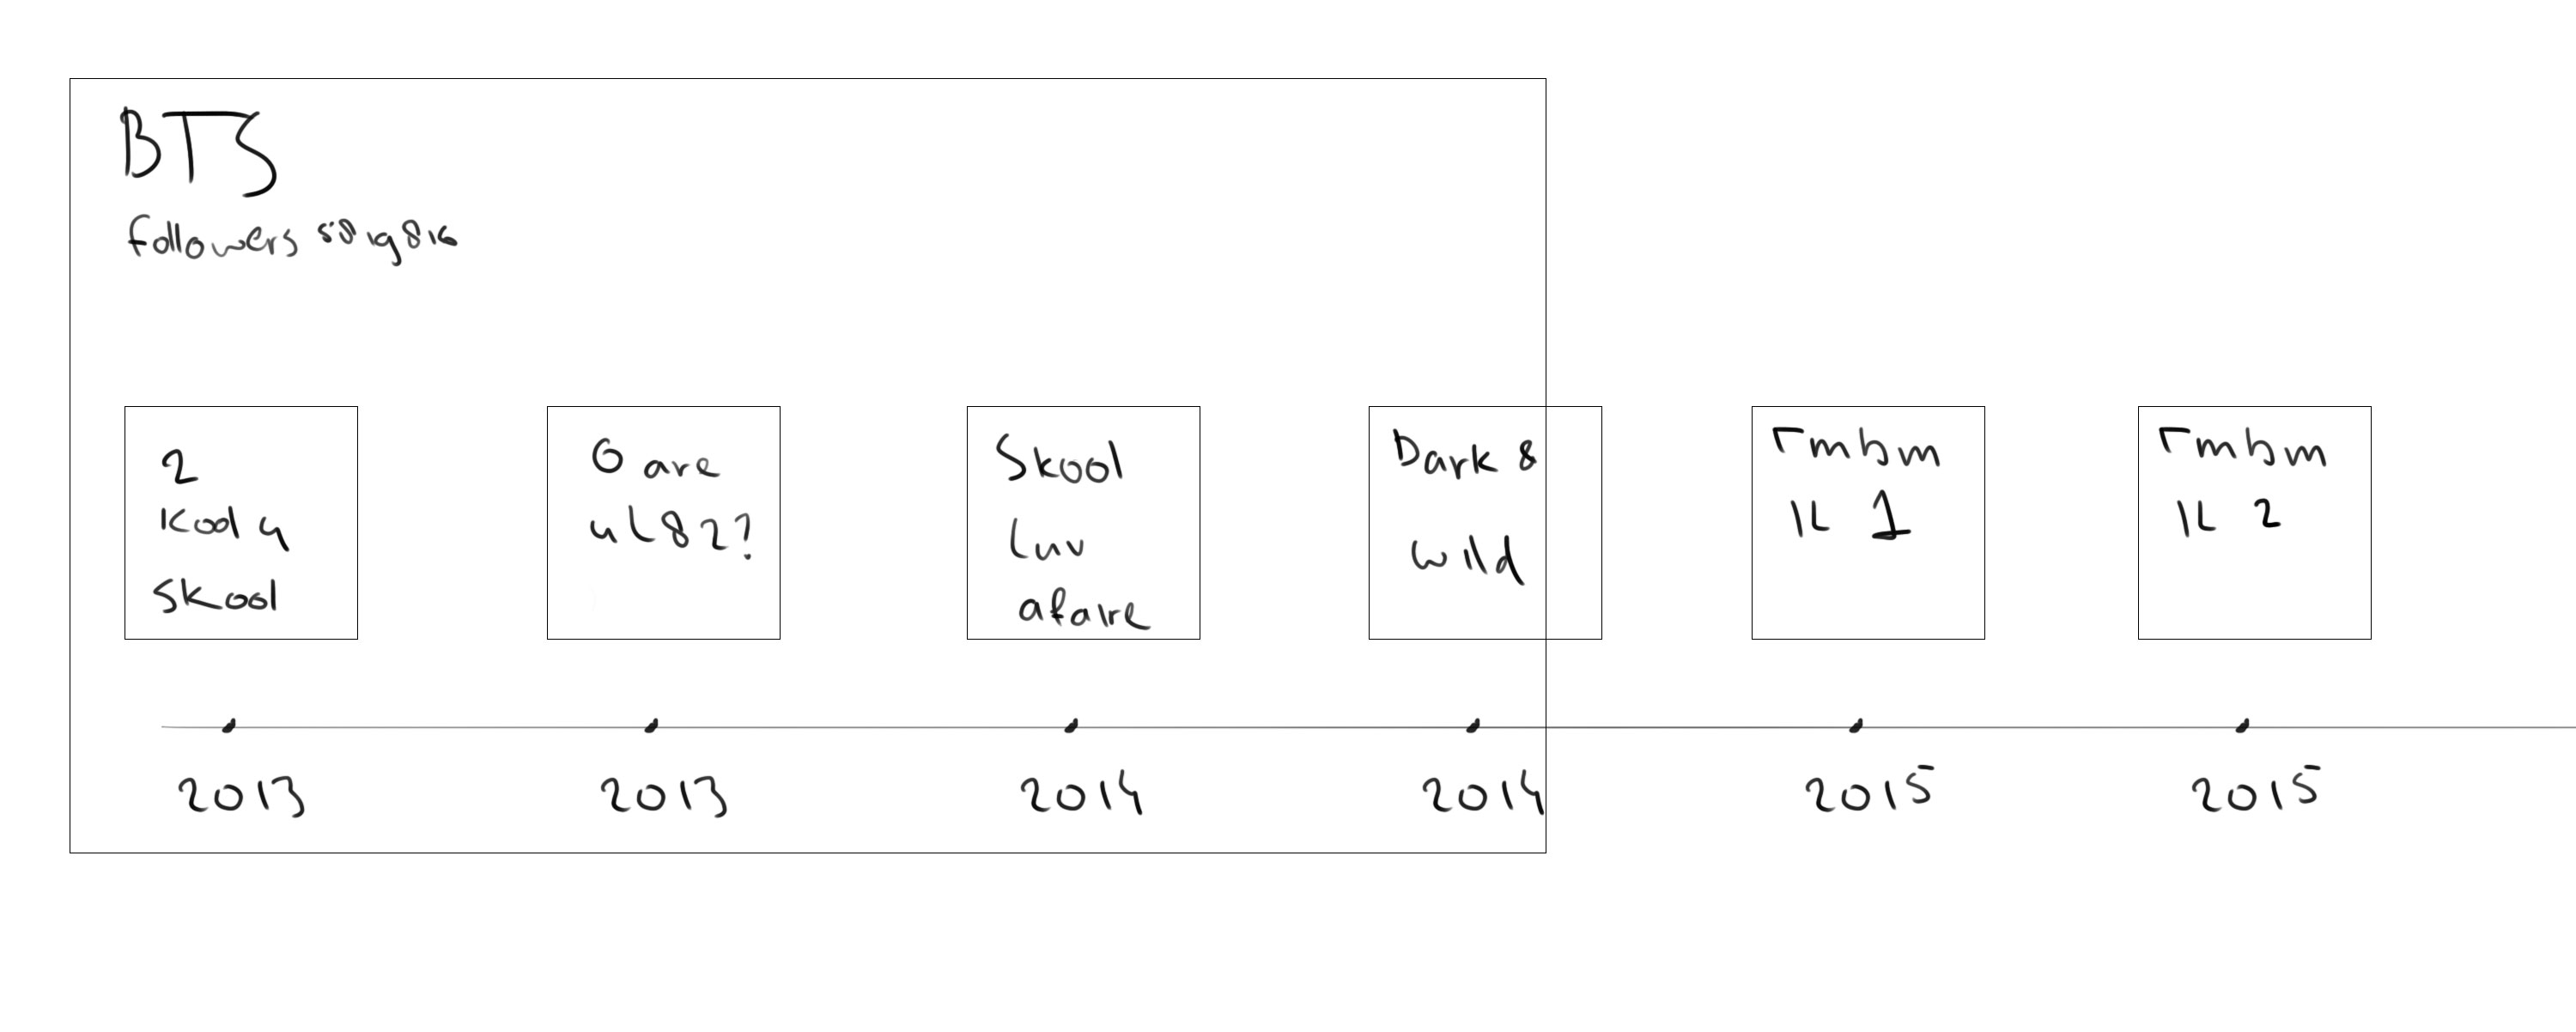 BTS
followers 5819816
2
Kool 4
Skool
O are
u L82?
Skool
Luv
afaire
Dark &
Wild
Tmbm
IL 1
Tmbm
IL 2
2013
2013
2014
2014
2015
2015